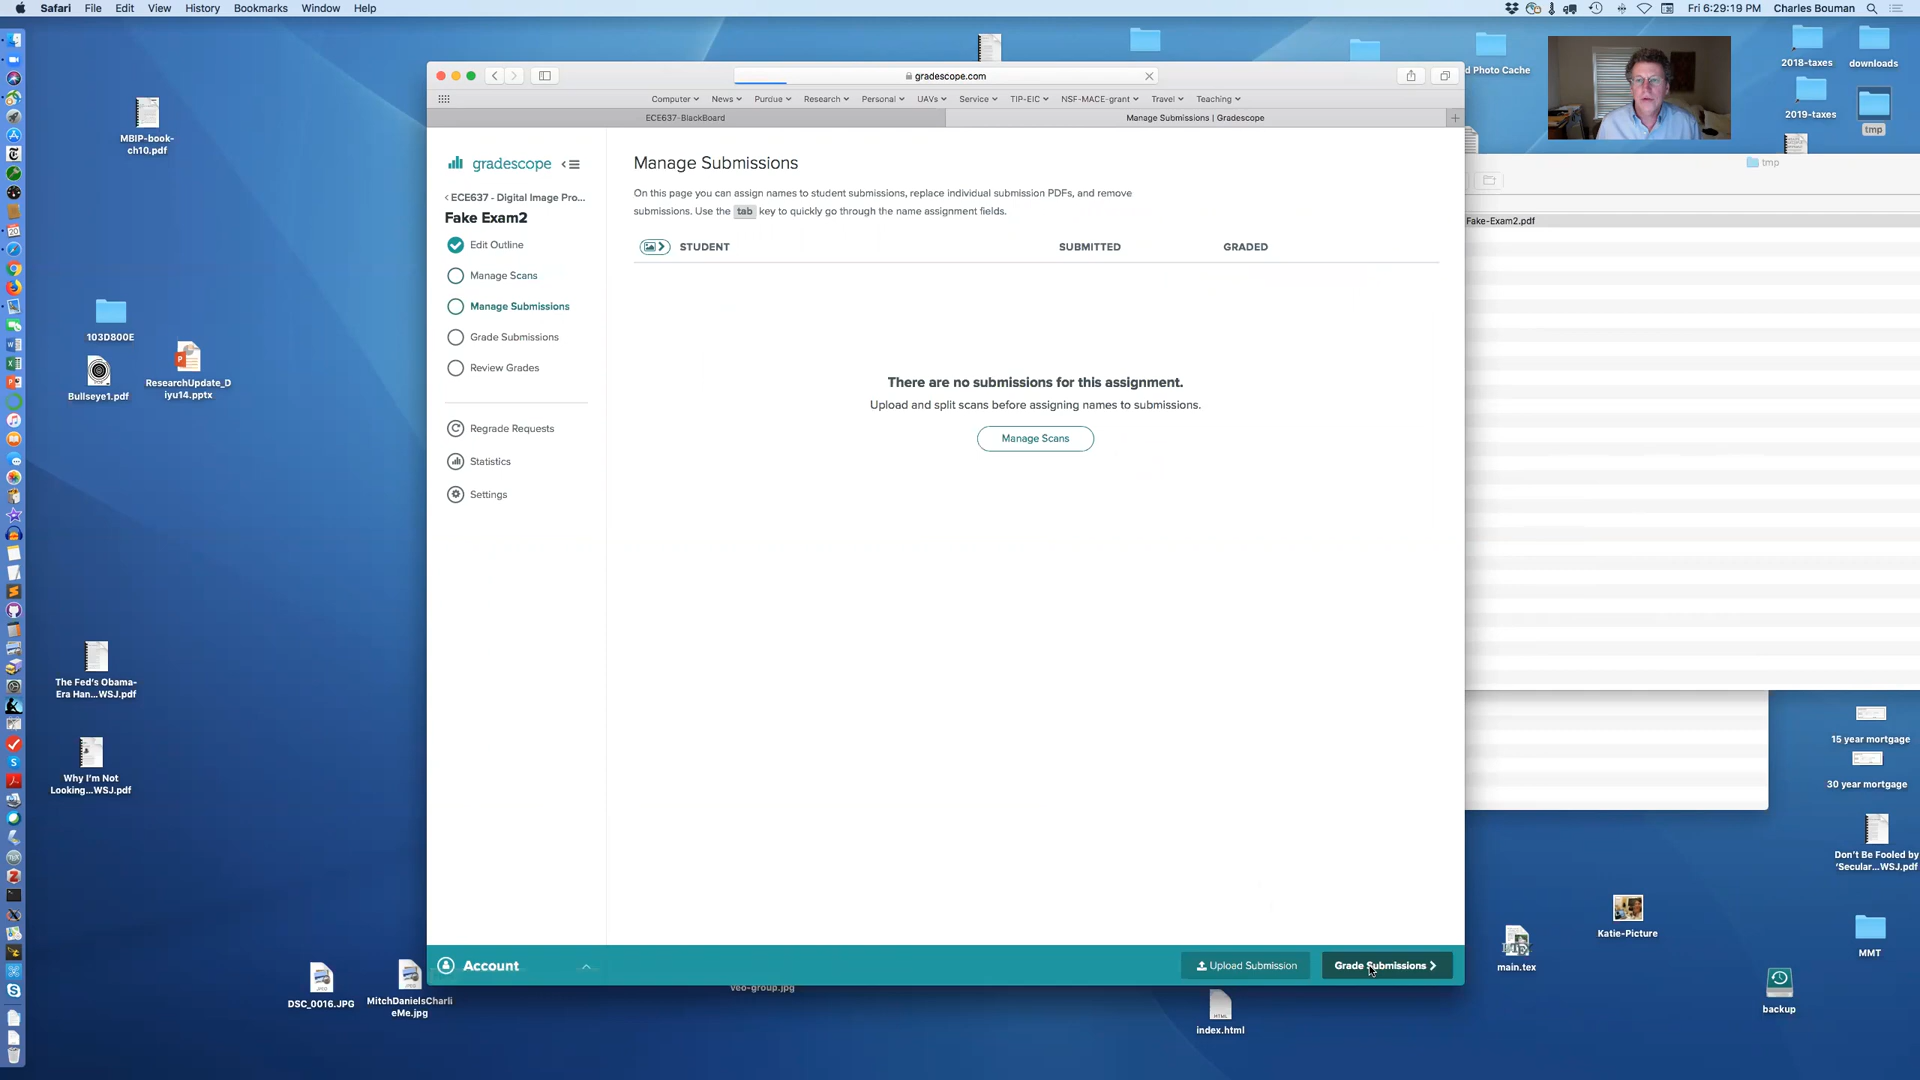 Safari File Edit View History Bookmarks Window Help
Fri 6:29:19 PM Charles Bouman
gradescope.com
Computer News Purdue Research Personal UAVs Service TIP-EIC NSF-MACE-grant Travel Teaching
ECE637-BlackBoard
Manage Submissions | Gradescope
gradescope
ECE637 - Digital Image Pro...
Fake Exam2
Edit Outline
Manage Scans
Manage Submissions
Grade Submissions
Review Grades
Regrade Requests
Statistics
Settings
Manage Submissions
On this page you can assign names to student submissions, replace individual submission PDFs, and remove
submissions. Use the tab key to quickly go through the name assignment fields.
STUDENT SUBMITTED GRADED
There are no submissions for this assignment.
Upload and split scans before assigning names to submissions.
Manage Scans
Account
Upload Submission
Grade Submissions
MBIP-book-
ch10.pdf
103D800E
Bullseye1.pdf
ResearchUpdate_D
iyu14.pptx
The Fed's Obama-
Era Han...WSJ.pdf
Why I'm Not
Looking...WSJ.pdf
DSC_0016.JPG
MitchDanielsCharli
eMe.jpg
veo-group.jpg
index.html
d Photo Cache
2018-taxes
downloads
2019-taxes
tmp
tmp
Fake-Exam2.pdf
15 year mortgage
30 year mortgage
Don't Be Fooled by
'Secular...WSJ.pdf
Katie-Picture
main.tex
MMT
backup